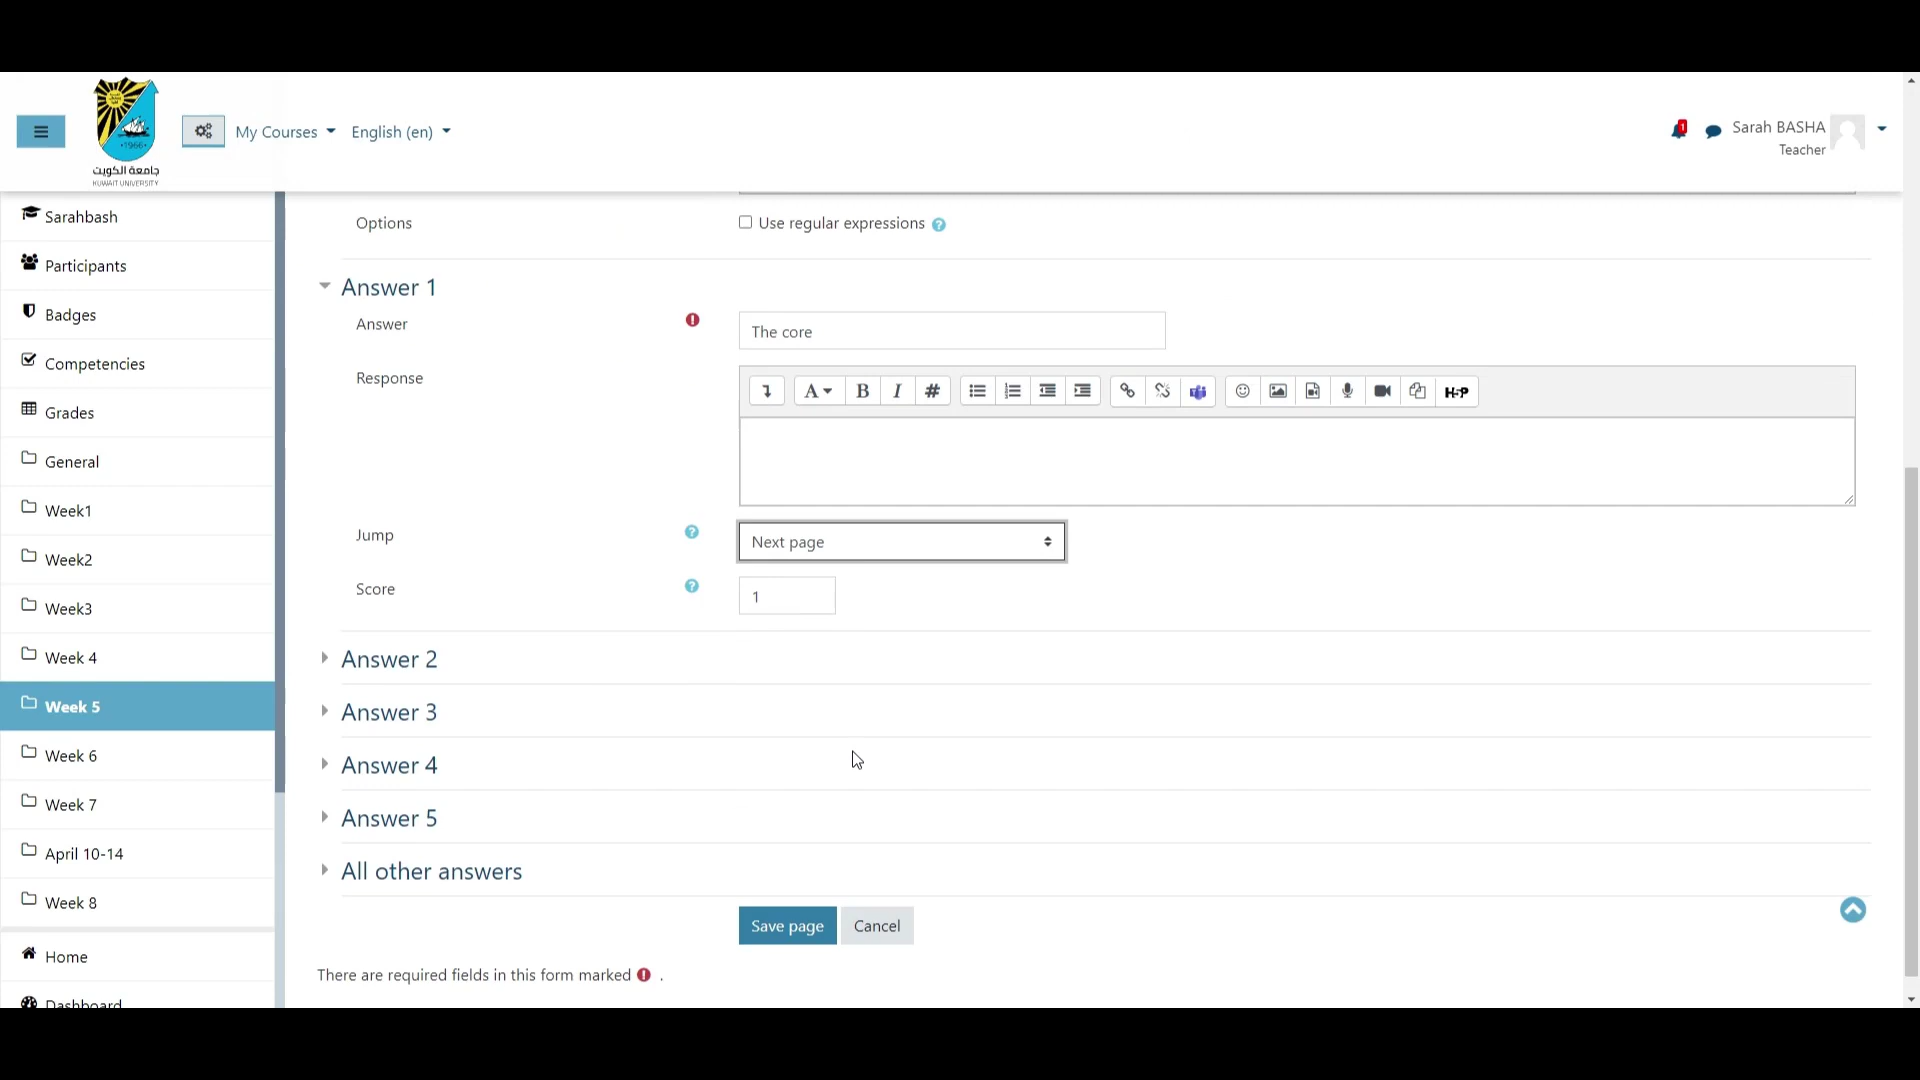 1966
جامعة الكويت
KUWAIT UNIVERSITY
My Courses
English (en)
1
Sarah BASHA
Teacher
Sarahbash
Participants
Badges
Competencies
Grades
General
Week1
Week2
Week3
Week 4
Week 5
Week 6
Week 7
April 10-14
Week 8
Home
Dashboard
Options
Use regular expressions
Answer 1
Answer
The core
Response
A B I #
H5P
Jump
Next page
Score
1
Answer 2
Answer 3
Answer 4
Answer 5
All other answers
Save page Cancel
There are required fields in this form marked .